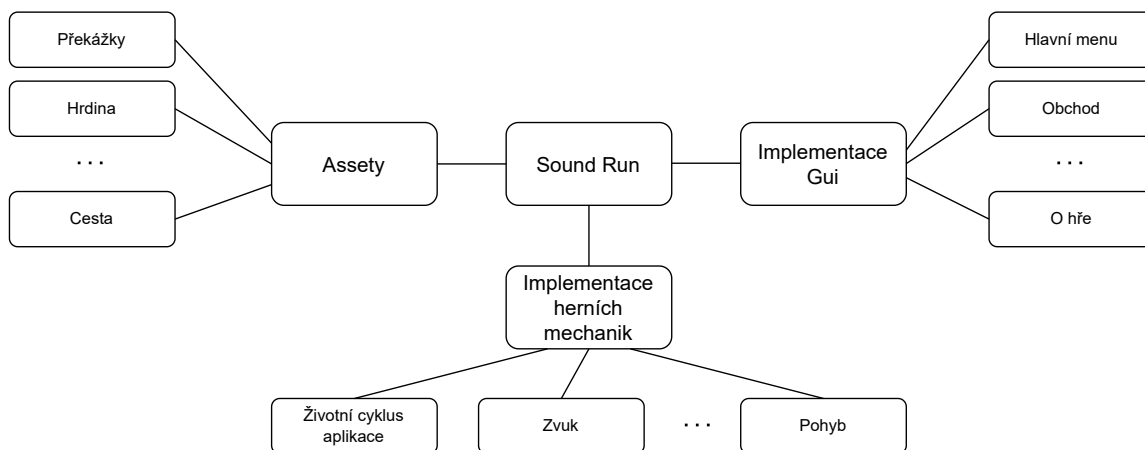 Překážky
Hrdina
. . .
Cesta
Assety
Sound Run
Implementace
Gui
Hlavní menu
Obchod
. . .
O hře
Implementace
herních
mechanik
Životní cyklus
aplikace
Zvuk
. . .
Pohyb